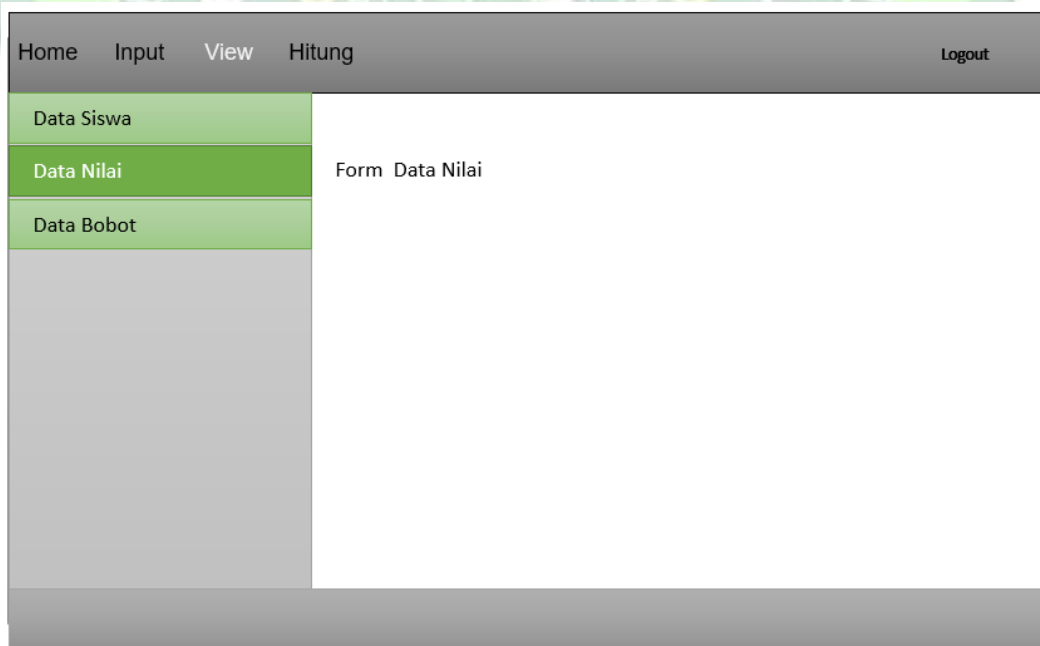 Home Input View Hitung Logout
Data Siswa
Data Nilai
Form Data Nilai
Data Bobot